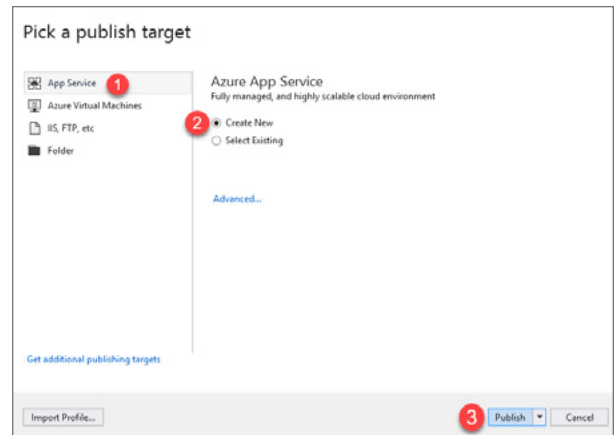 Pick a publish target
App Service 1
Azure Virtual Machines
IIS, FTP, etc
Folder
Get additional publishing targets
Azure App Service
Fully managed, and highly scalable cloud environment
2 Create New
Select Existing
Advanced...
Import Profile...
3 Publish
Cancel